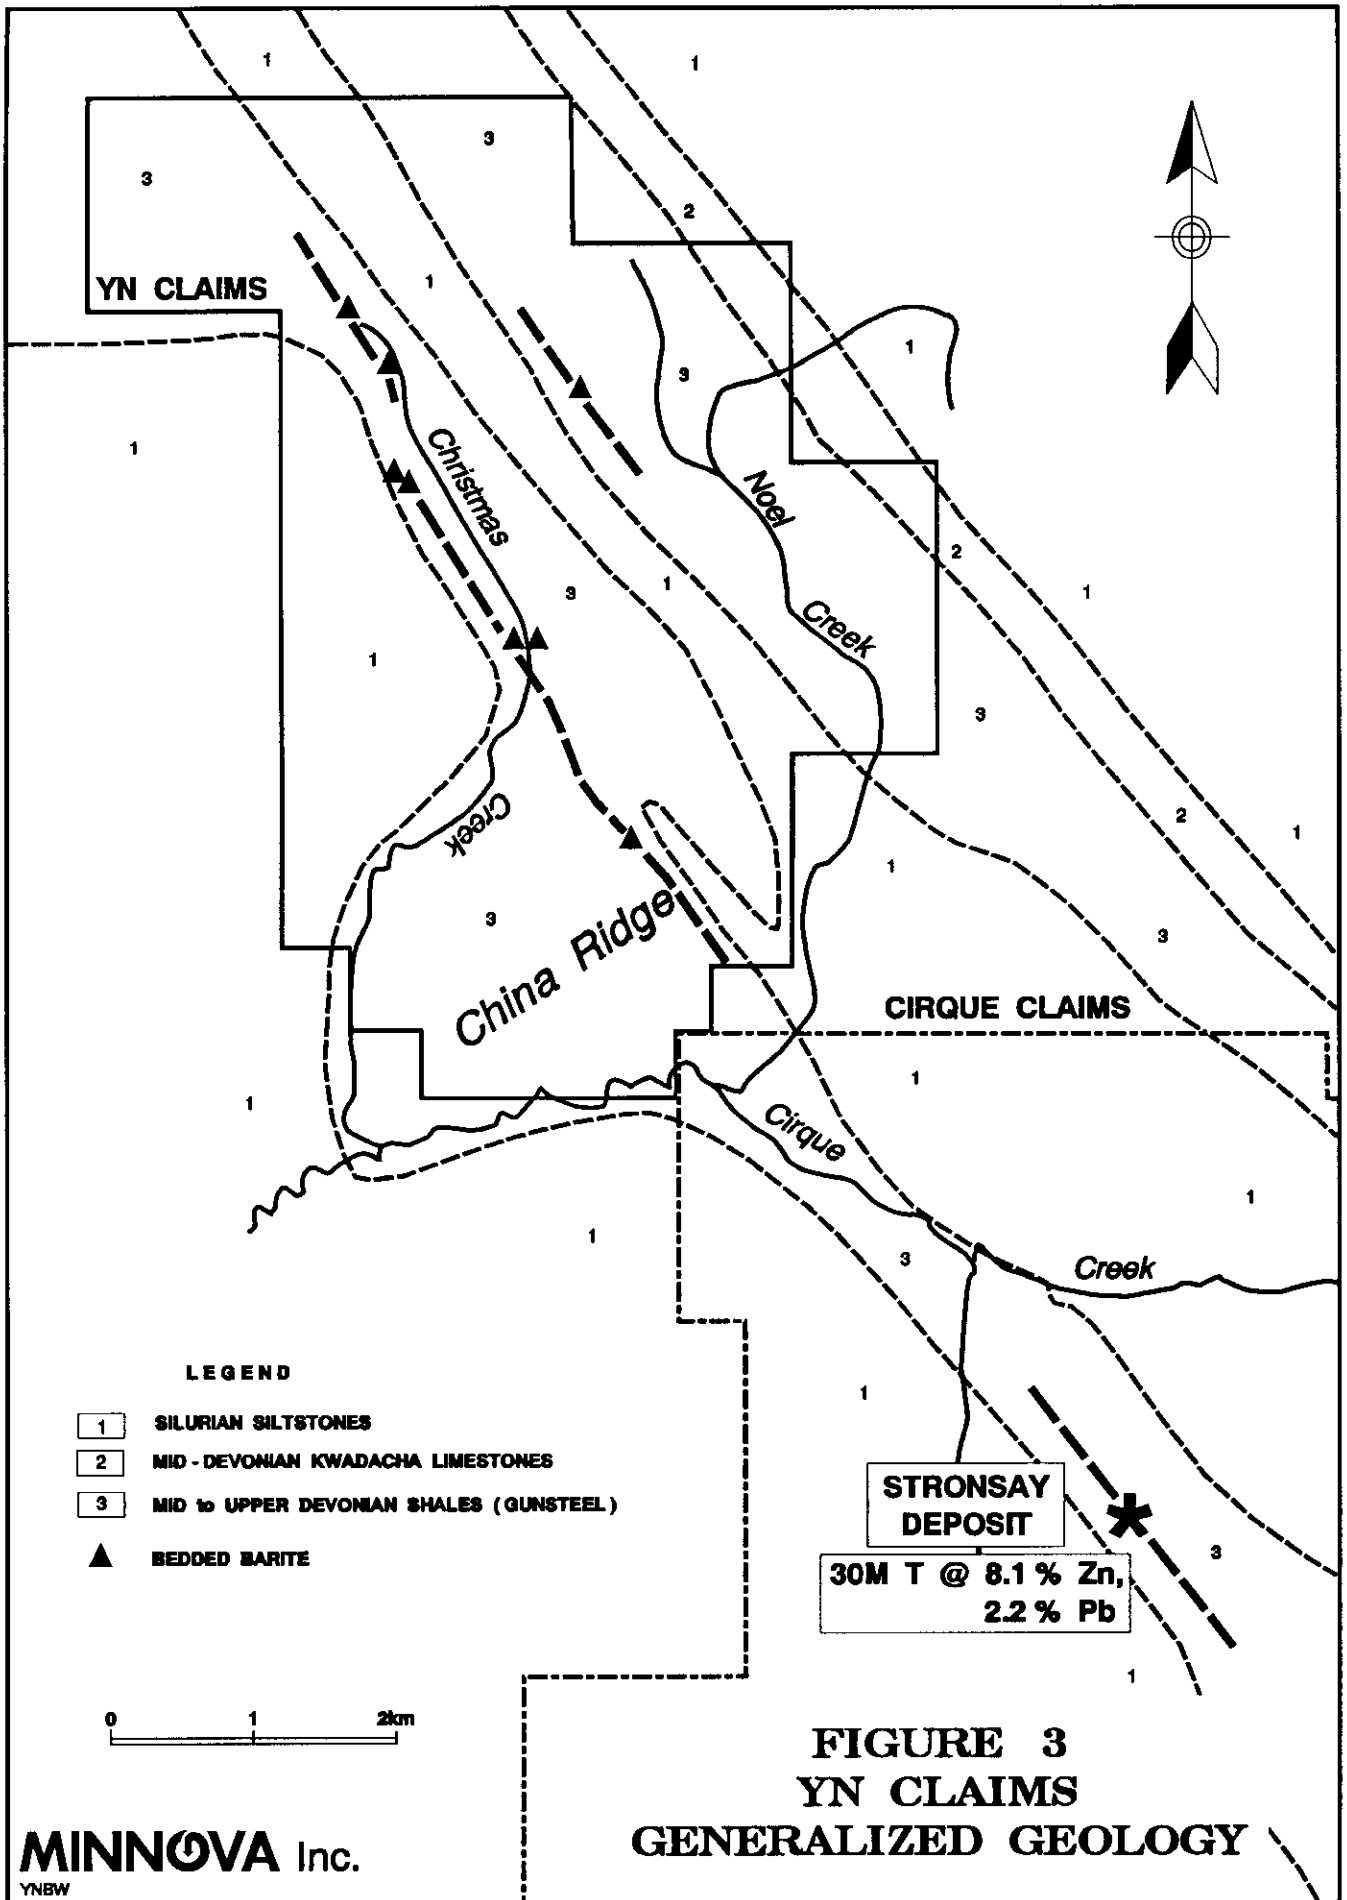 1
1
3
3
2
YN CLAIMS
1
1
3
1
Christmas
Noel
2
3
1
1
Creek
1
3
2
1
Creek
1
3
3
China Ridge
CIRQUE CLAIMS
1
1
Cirque
1
1
3
Creek
LEGEND
1
1 SILURIAN SILTSTONES
2 MID - DEVONIAN KWADACHA LIMESTONES
3 MID to UPPER DEVONIAN SHALES (GUNSTEEL)
BEDDED BARITE
STRONSAY
DEPOSIT
3
30M T @ 8.1% Zn,
2.2% Pb
1
0 1 2km
FIGURE 3
YN CLAIMS
GENERALIZED GEOLOGY
MINNOVA Inc.
YNBW